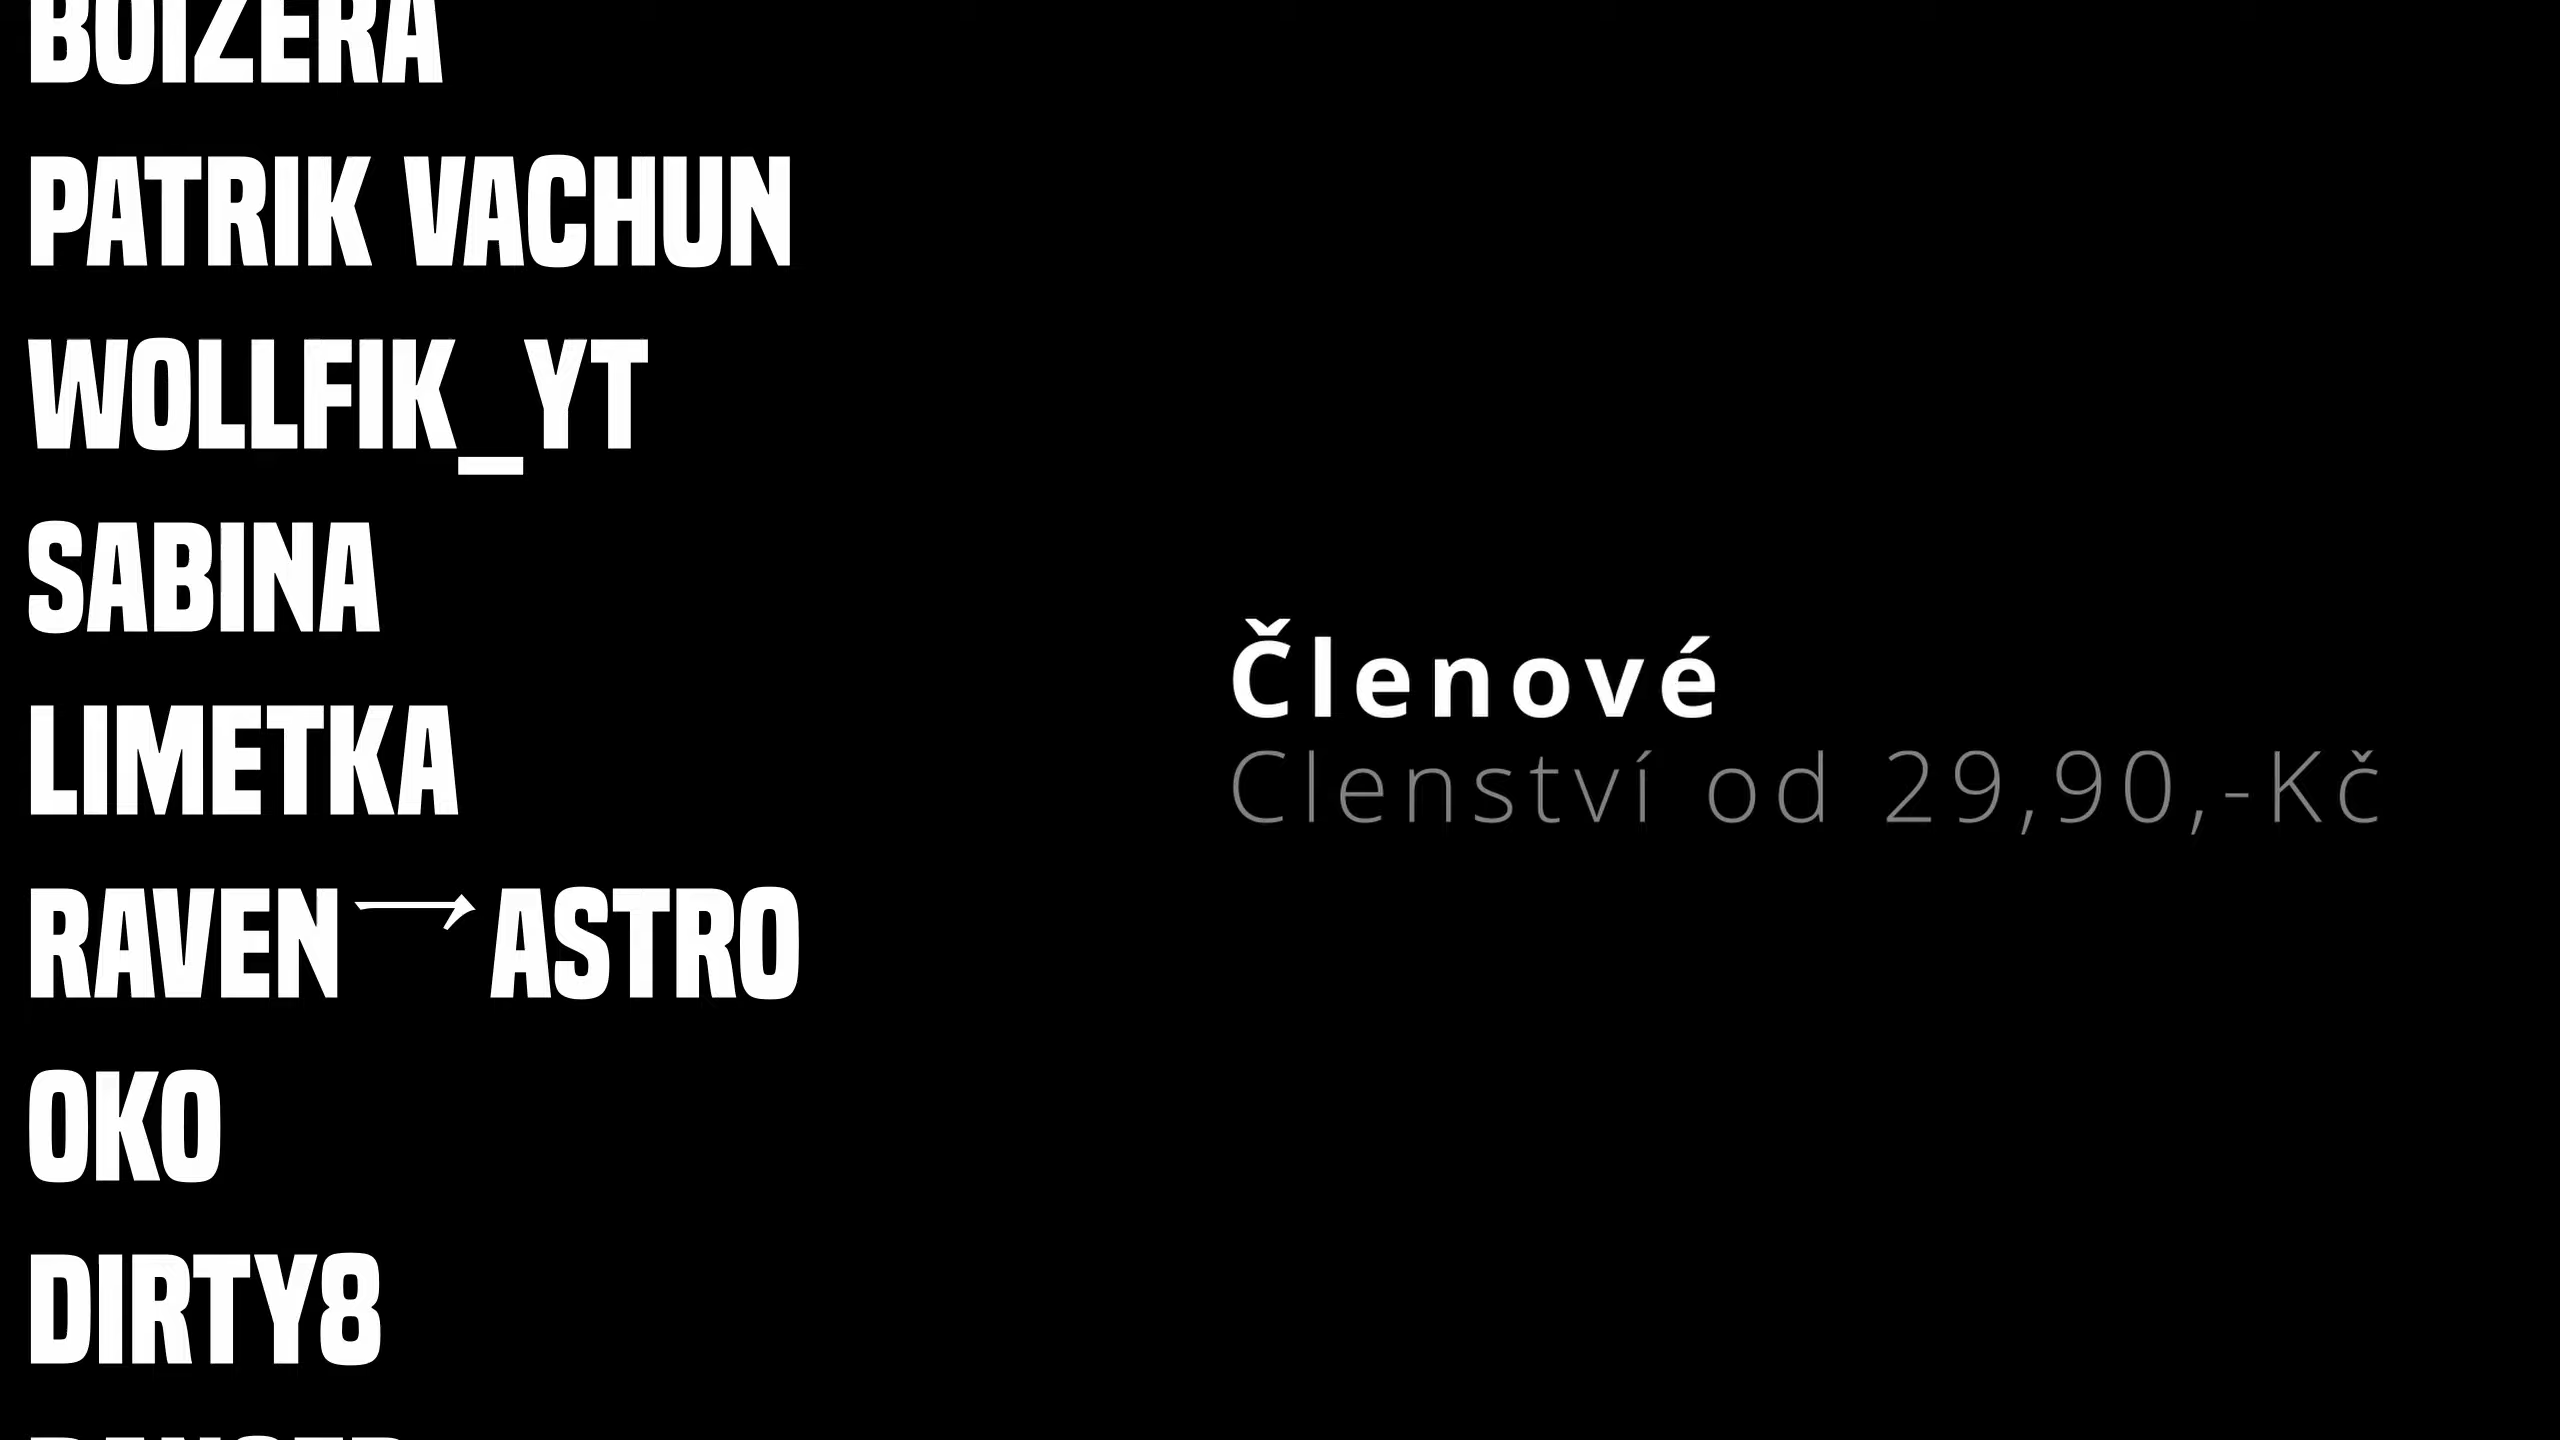 BOIZERA
PATRIK VACHUN
WOLLFIK_YT
SABINA
LIMETKA
RAVEN→ASTRO
OKO
DIRTY8
Členové
Clenství od 29,90,-Kč